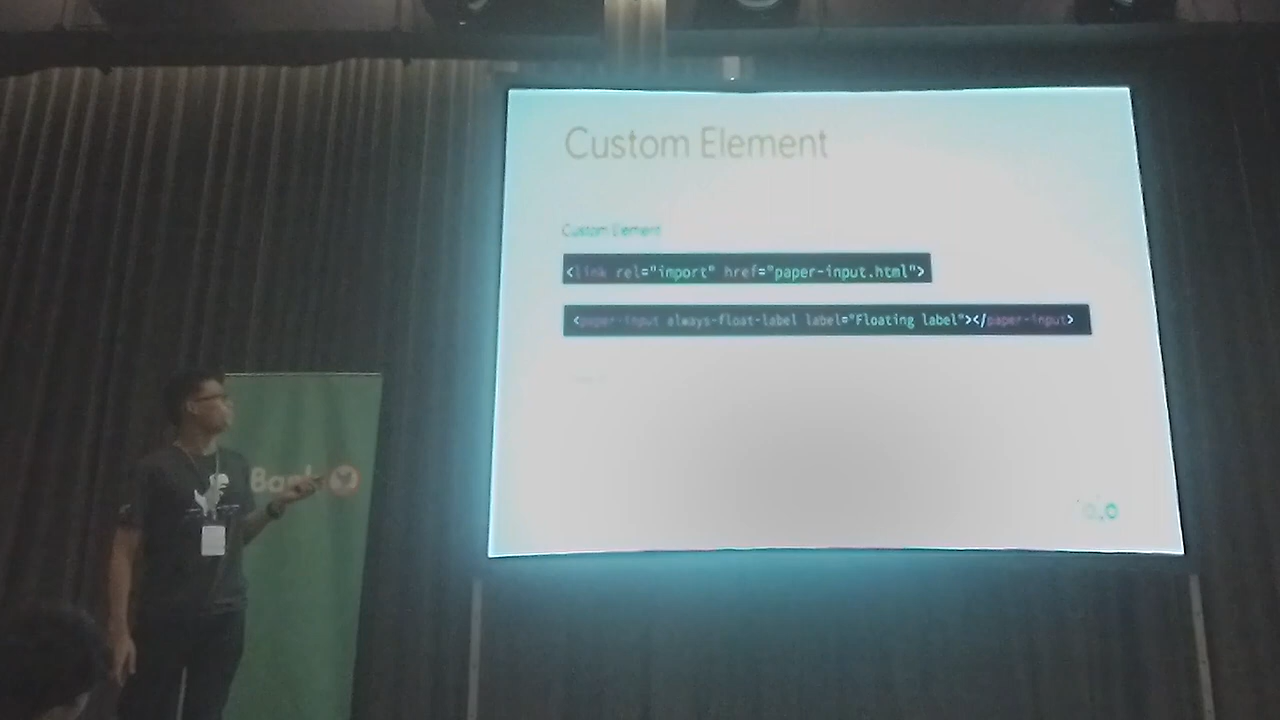 Custom Element
Custom Element
<link rel="import" href="paper-input.html">
<paper-input always-float-label label="Floating label"></paper-input>